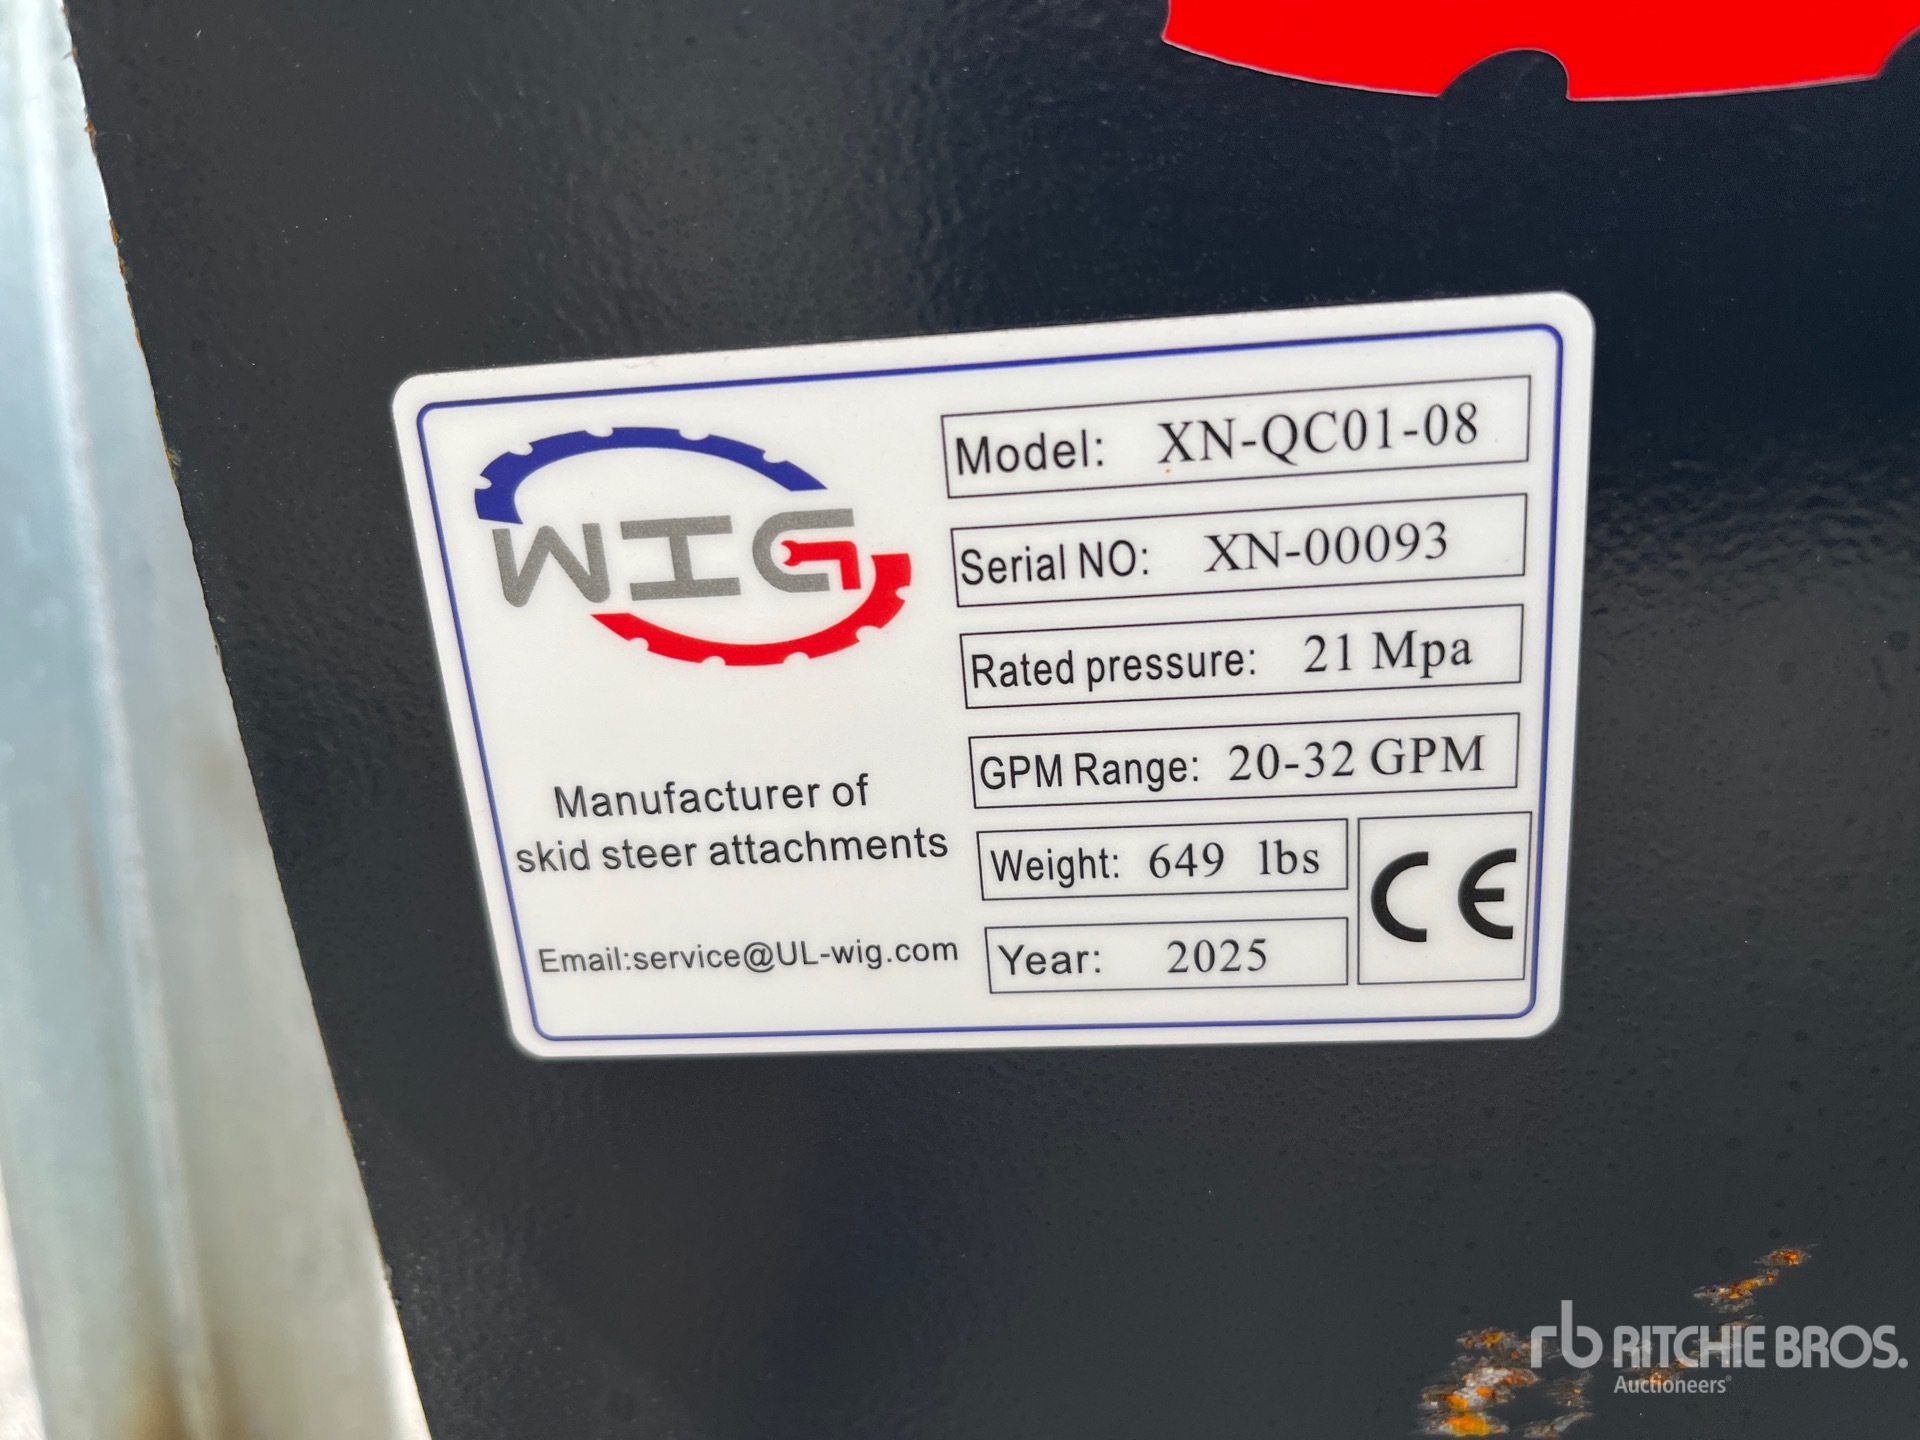 WIG
Manufacturer of
skid steer attachments
Email:service@UL-wig.com
Model: XN-QC01-08
Serial NO: XN-00093
Rated pressure: 21 Mpa
GPM Range: 20-32 GPM
Weight: 649 lbs
Year: 2025
CE
rb RITCHIE BROS.
Auctioneers